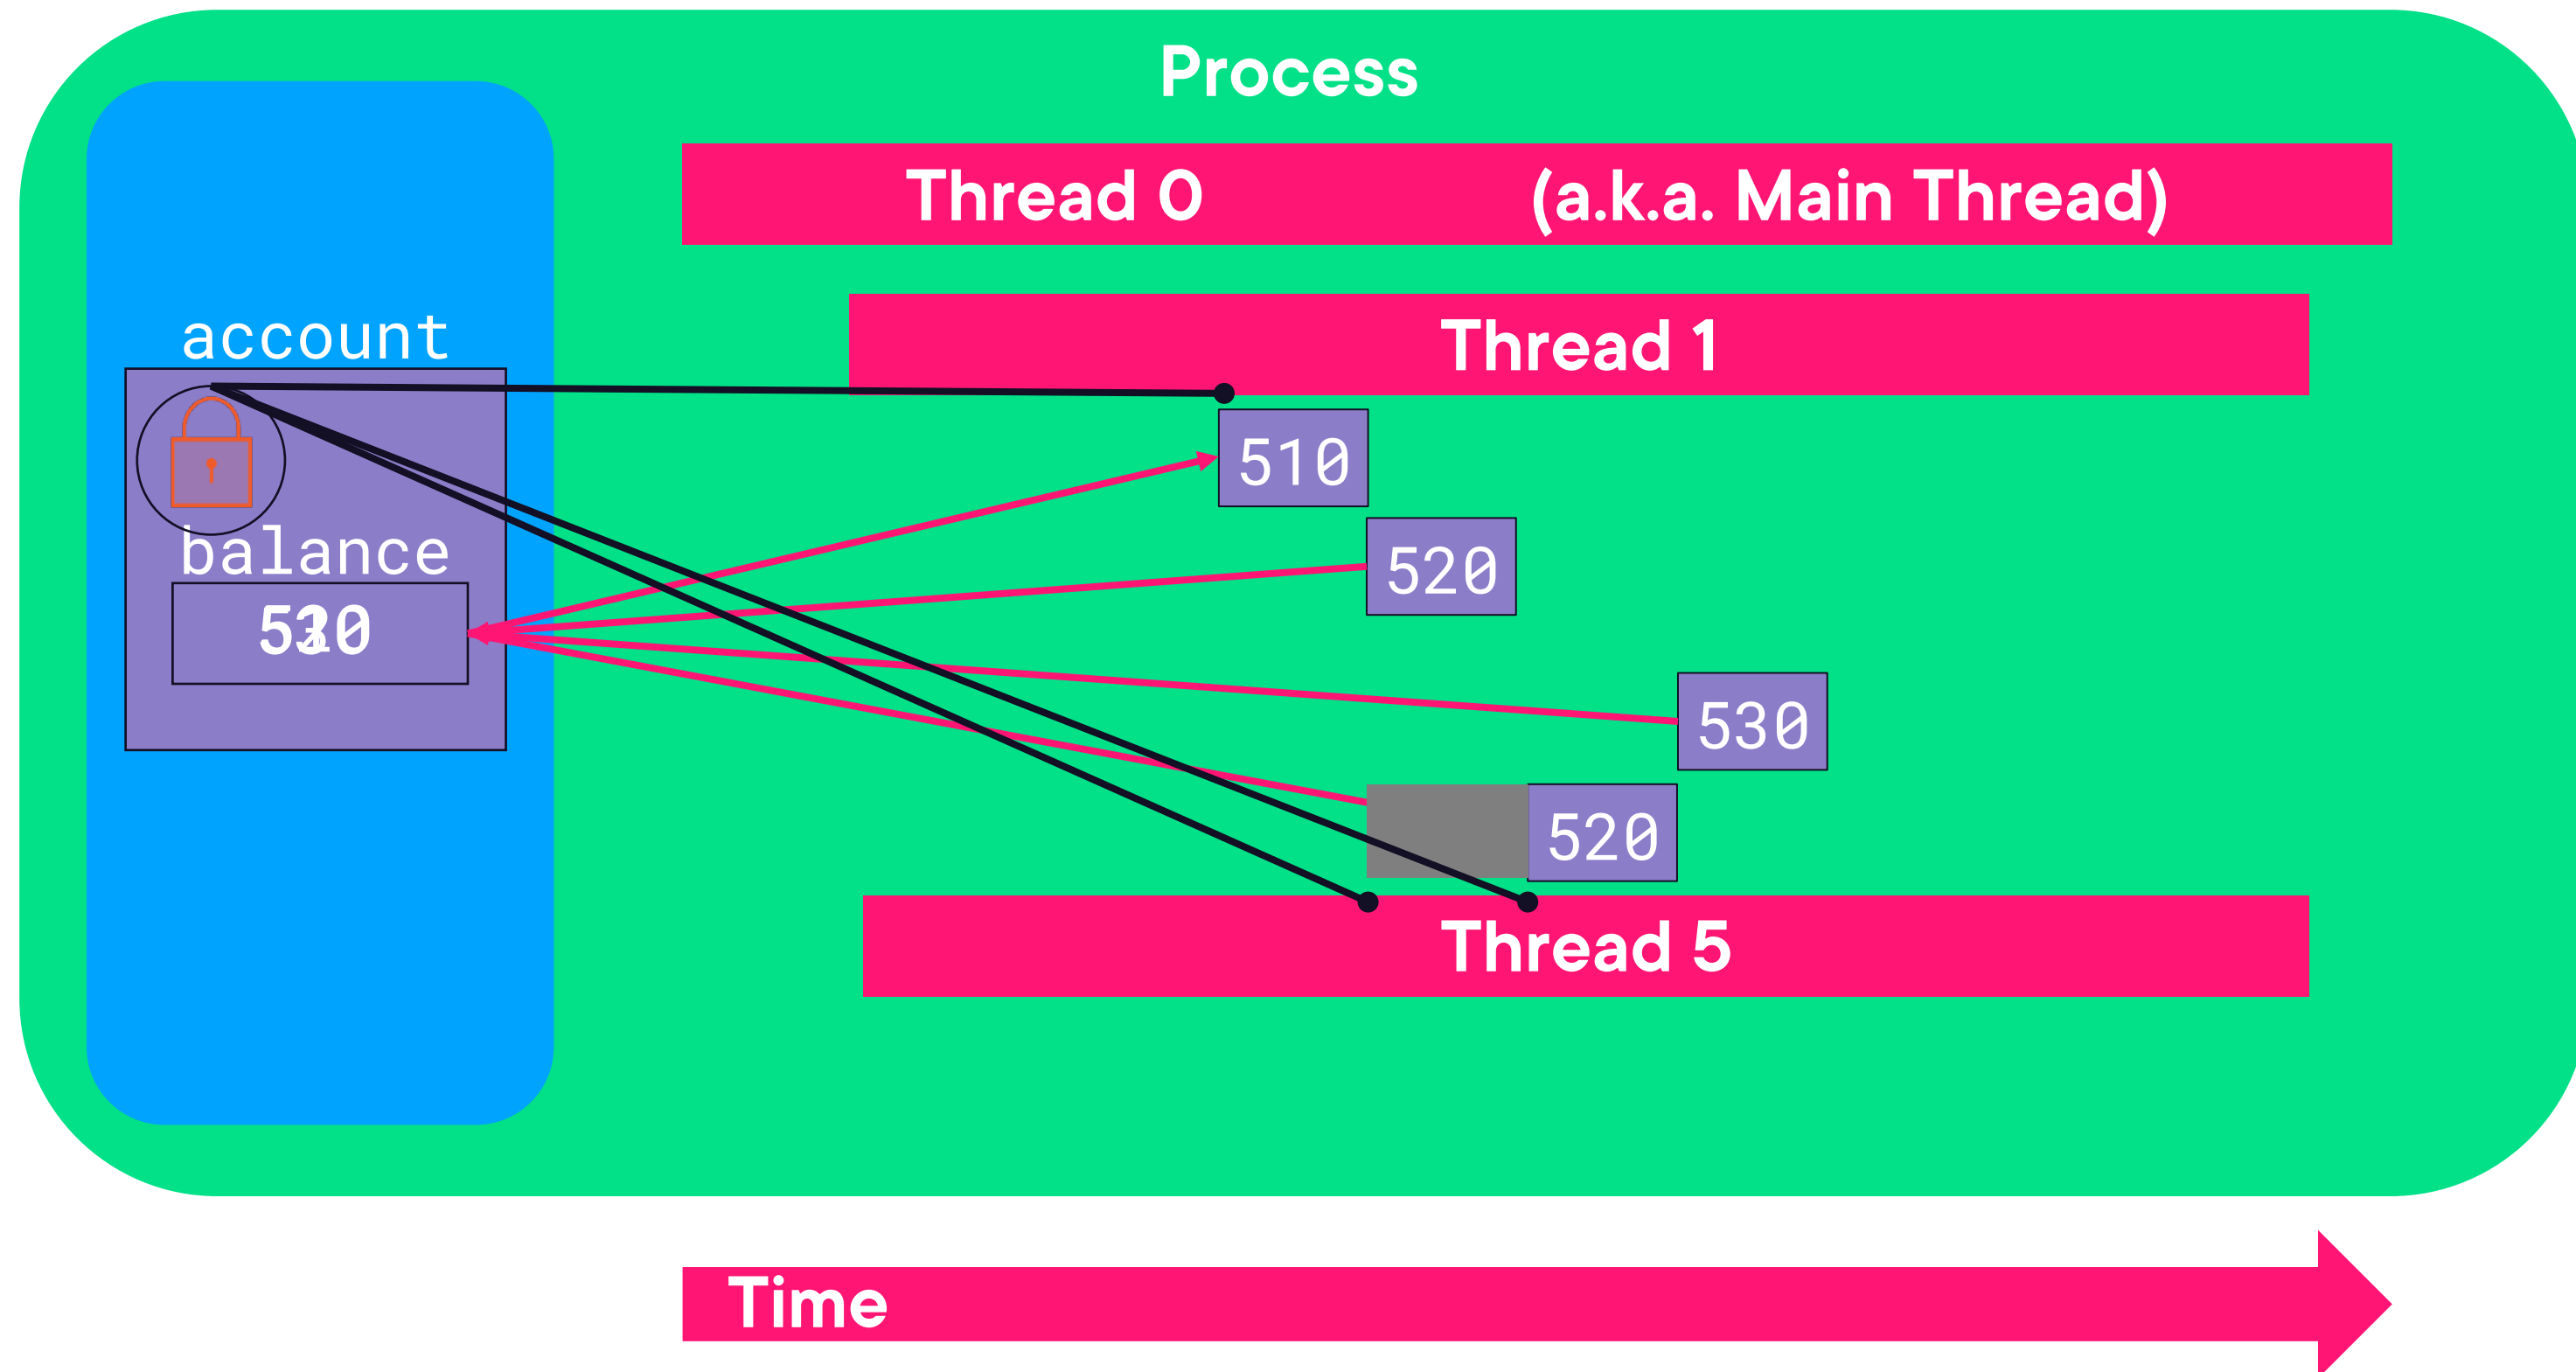 Process
Thread 0 (a.k.a. Main Thread)
Thread 1
account
510
balance
520
530
520
Thread 5
Time